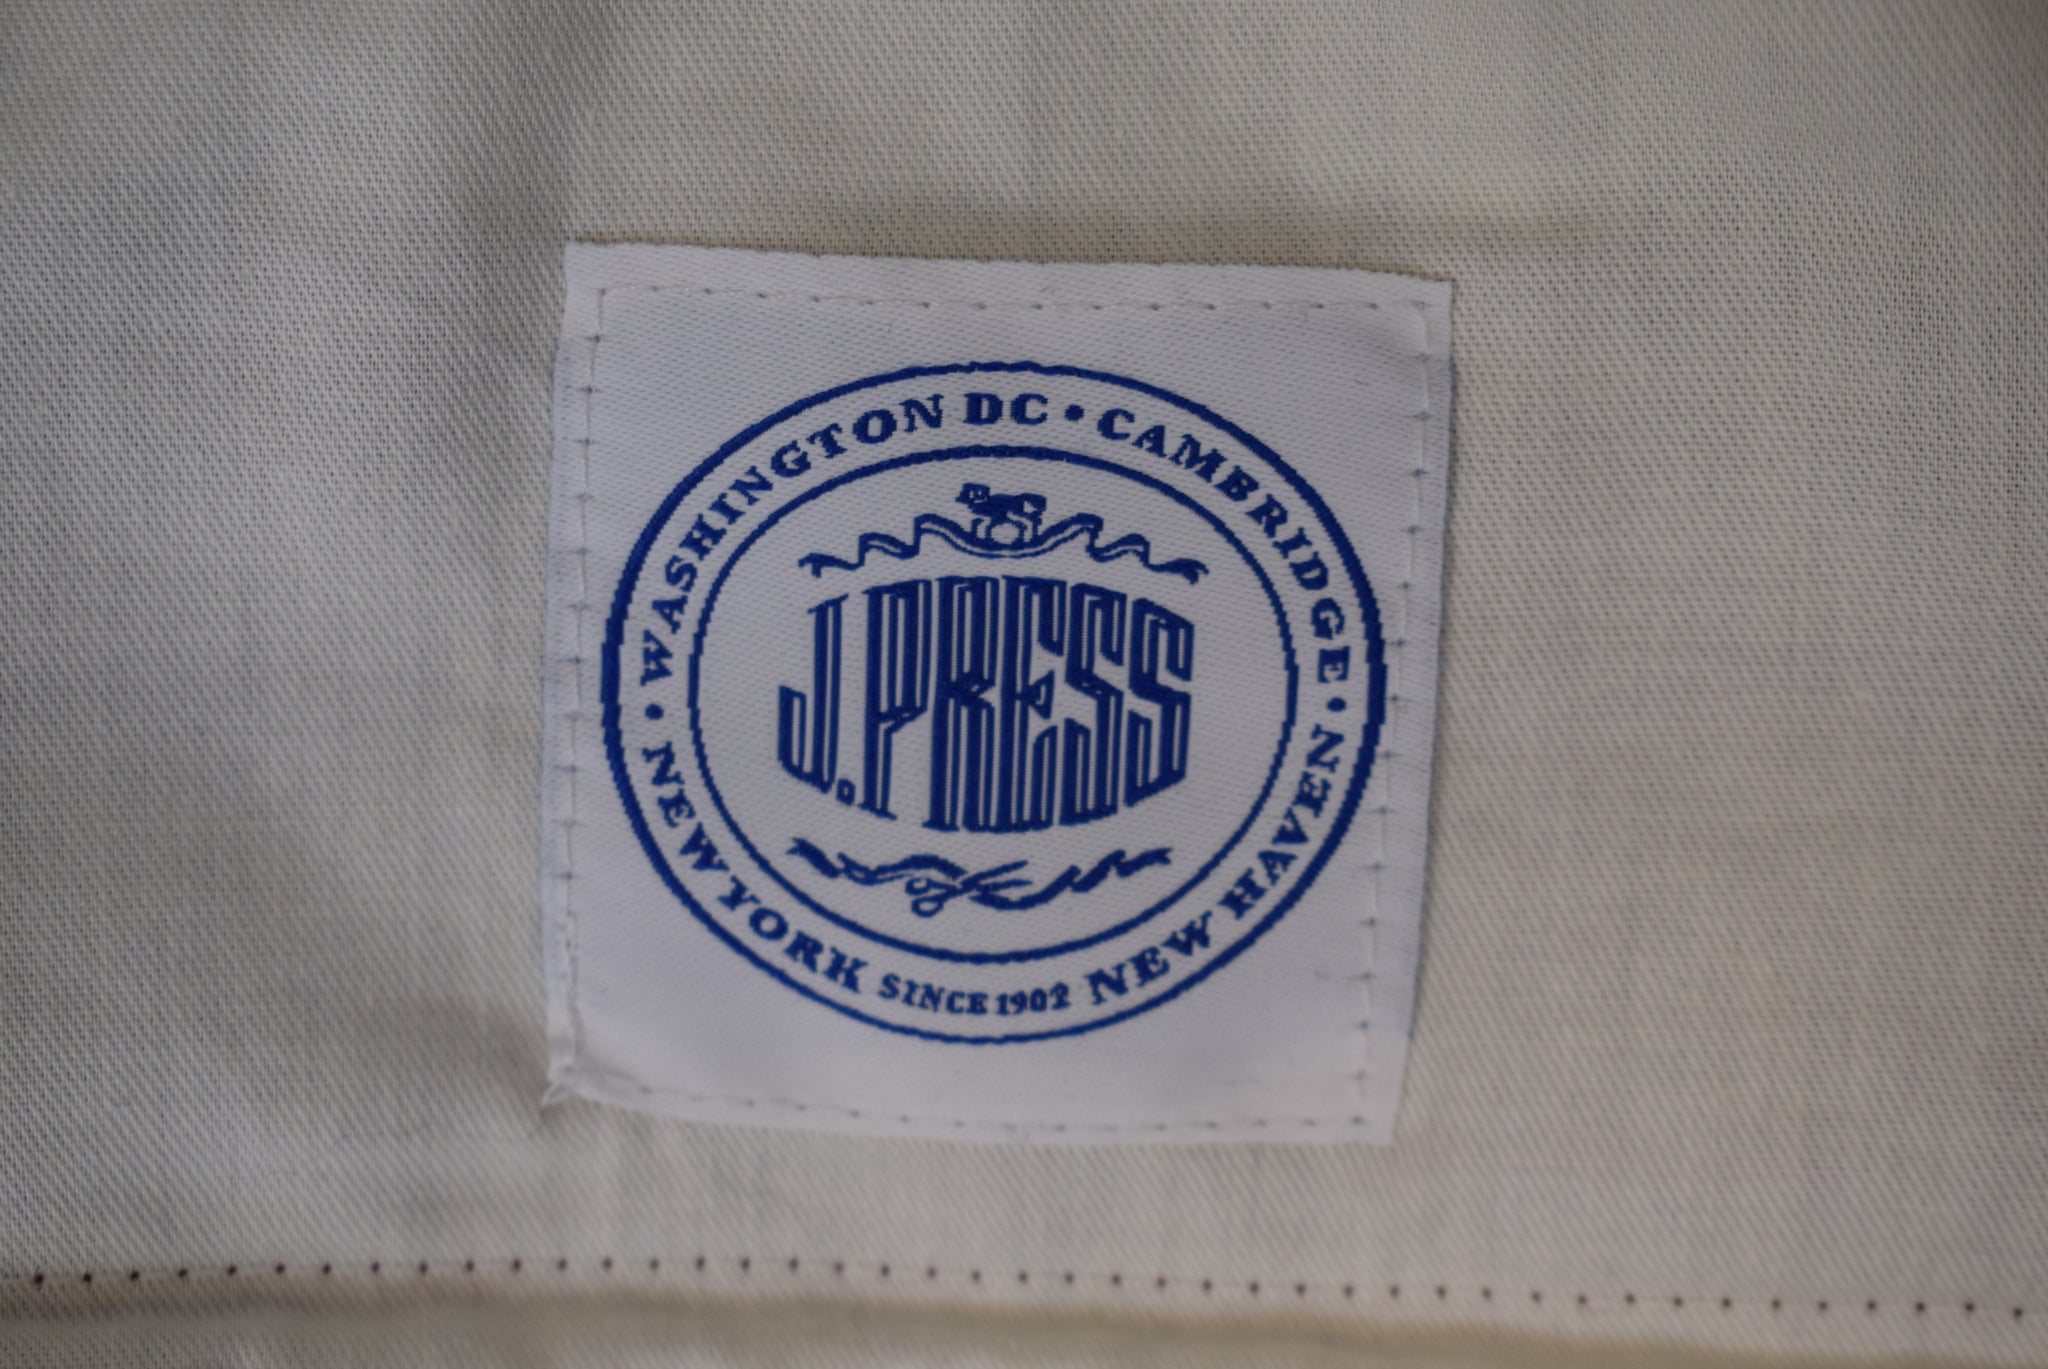 WASHINGTON DC • CAMBRIDGE • NEW HAVEN
J.PRESS
• NEW YORK SINCE 1902